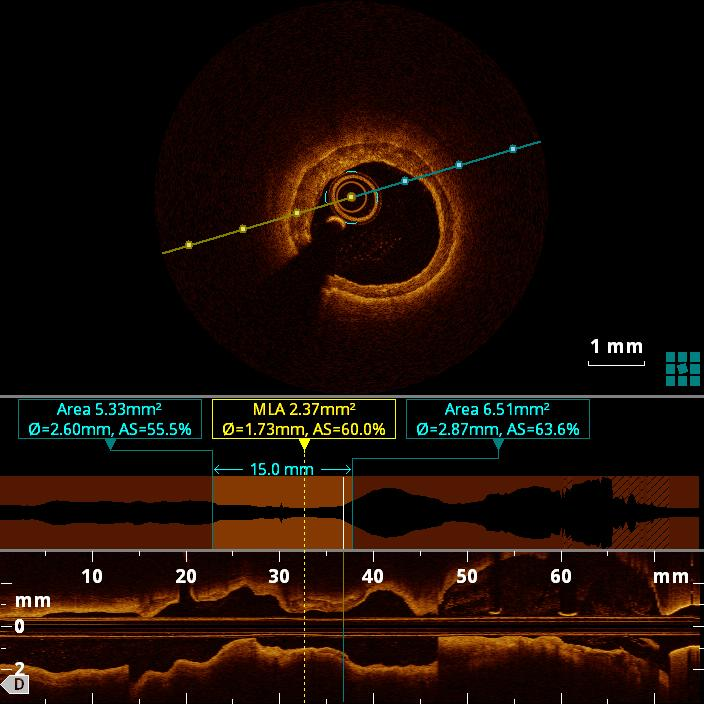 1 mm
Area 5.33mm²
Ø=2.60mm, AS=55.5%
MLA 2.37mm²
Ø=1.73mm, AS=60.0%
Area 6.51mm²
Ø=2.87mm, AS=63.6%
15.0 mm
10 20 30 40 50 60 mm
mm
0
2
D